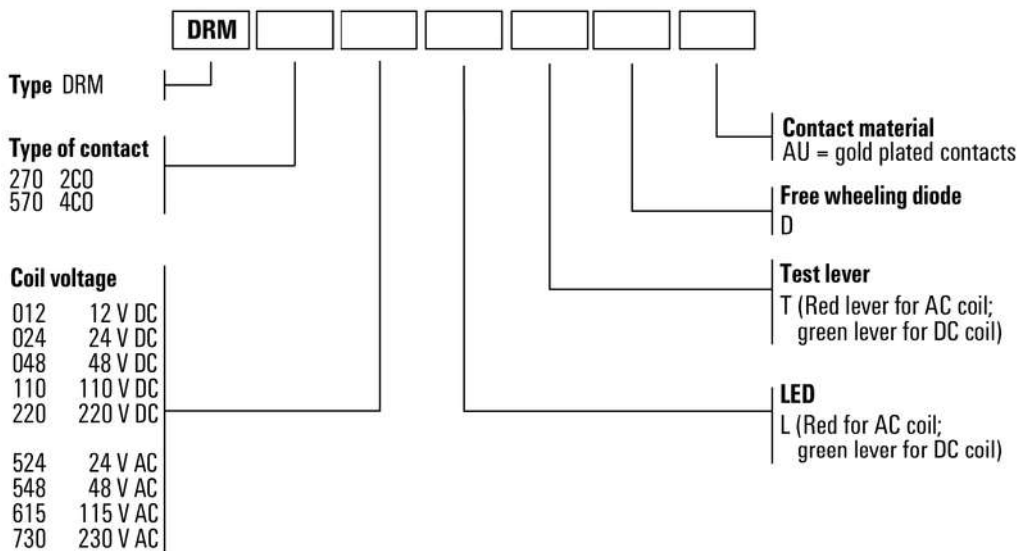 DRM
Type DRM
Type of contact
270 2CO
570 4CO
Coil voltage
012 12 V DC
024 24 V DC
048 48 V DC
110 110 V DC
220 220 V DC
524 24 V AC
548 48 V AC
615 115 V AC
730 230 V AC
Contact material
AU = gold plated contacts
Free wheeling diode
D
Test lever
T (Red lever for AC coil;
green lever for DC coil)
LED
L (Red for AC coil;
green lever for DC coil)